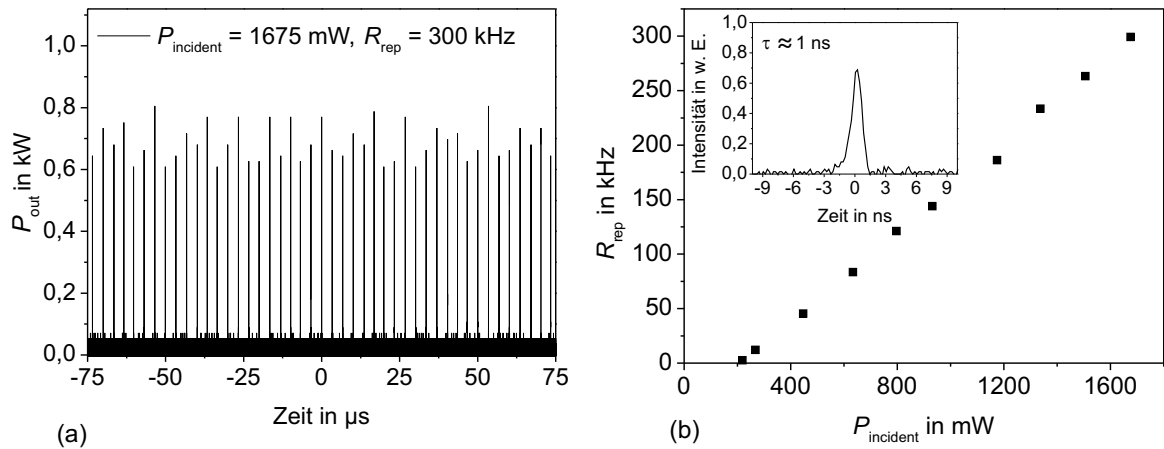 P_incident = 1675 mW, R_rep = 300 kHz
1,0
0,8
0,6
0,4
0,2
0,0
P_out in kW
-75 -50 -25 0 25 50 75
Zeit in µs
(a)
300
250
200
150
100
50
0
R_rep in kHz
0 400 800 1200 1600
P_incident in mW
(b)
τ ≈ 1 ns
1,0
0,8
0,6
0,4
0,2
0,0
Intensität in w. E.
-9 -6 -3 0 3 6 9
Zeit in ns